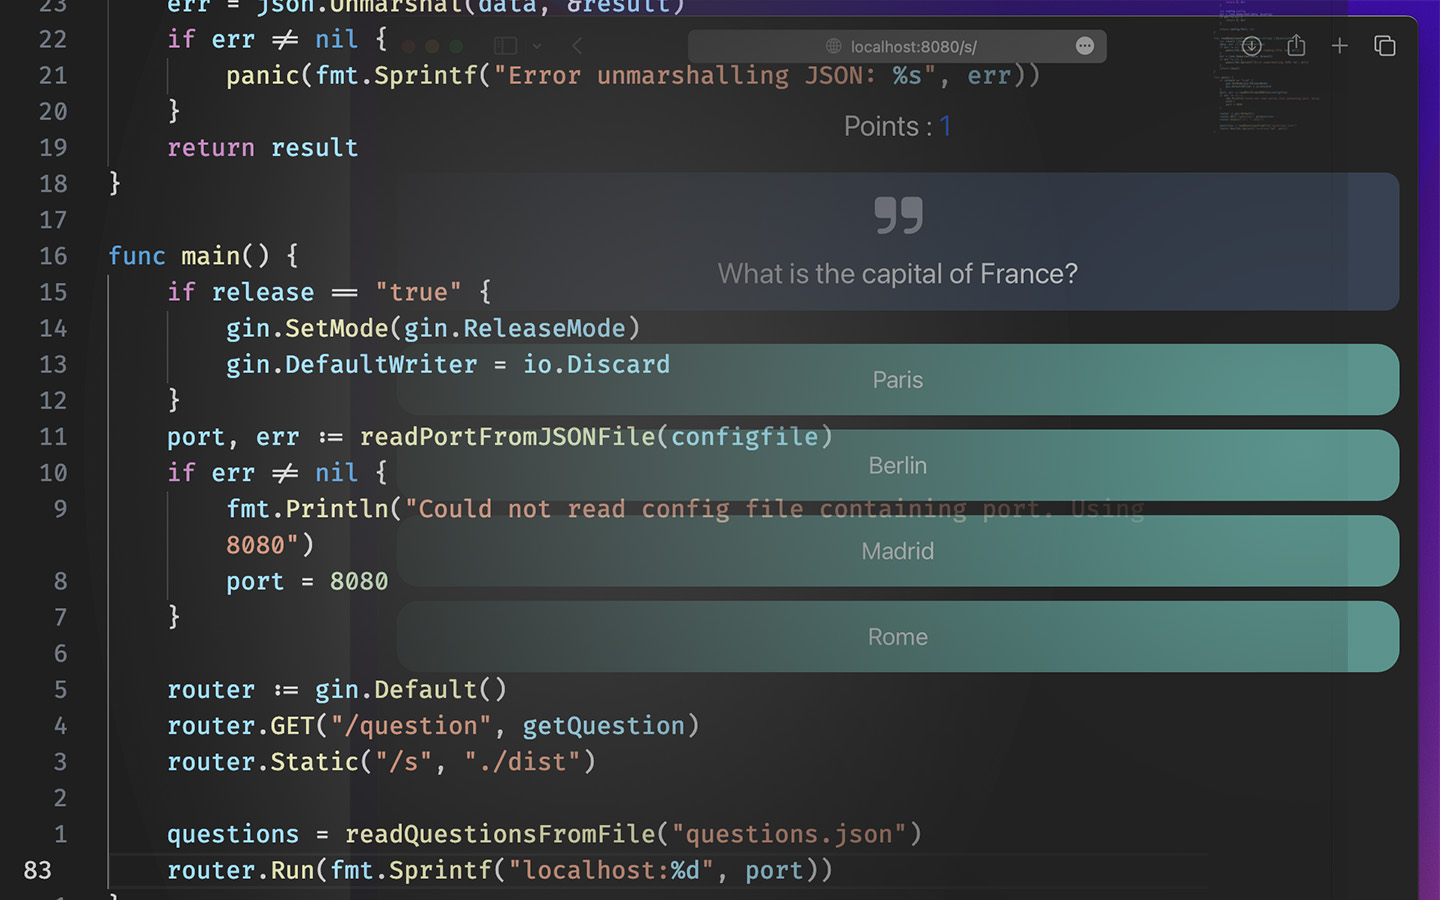 23 err = json.Unmarshal(data, &result)
22 if err ≠ nil {
localhost:8080/s/
21 panic(fmt.Sprintf("Error unmarshalling JSON: %s", err))
20 }
Points : 1
19 return result
18 }
17
What is the capital of France?
16 func main() {
15 if release == "true" {
14 gin.SetMode(gin.ReleaseMode)
13 gin.DefaultWriter = io.Discard
Paris
12 }
11 port, err := readPortFromJSONFile(configfile)
Berlin
10 if err ≠ nil {
9 fmt.Println("Could not read config file containing port. Using
8080")
Madrid
8 port = 8080
7 }
Rome
6
5 router := gin.Default()
4 router.GET("/question", getQuestion)
3 router.Static("/s", "./dist")
2
1 questions = readQuestionsFromFile("questions.json")
83 router.Run(fmt.Sprintf("localhost:%d", port))